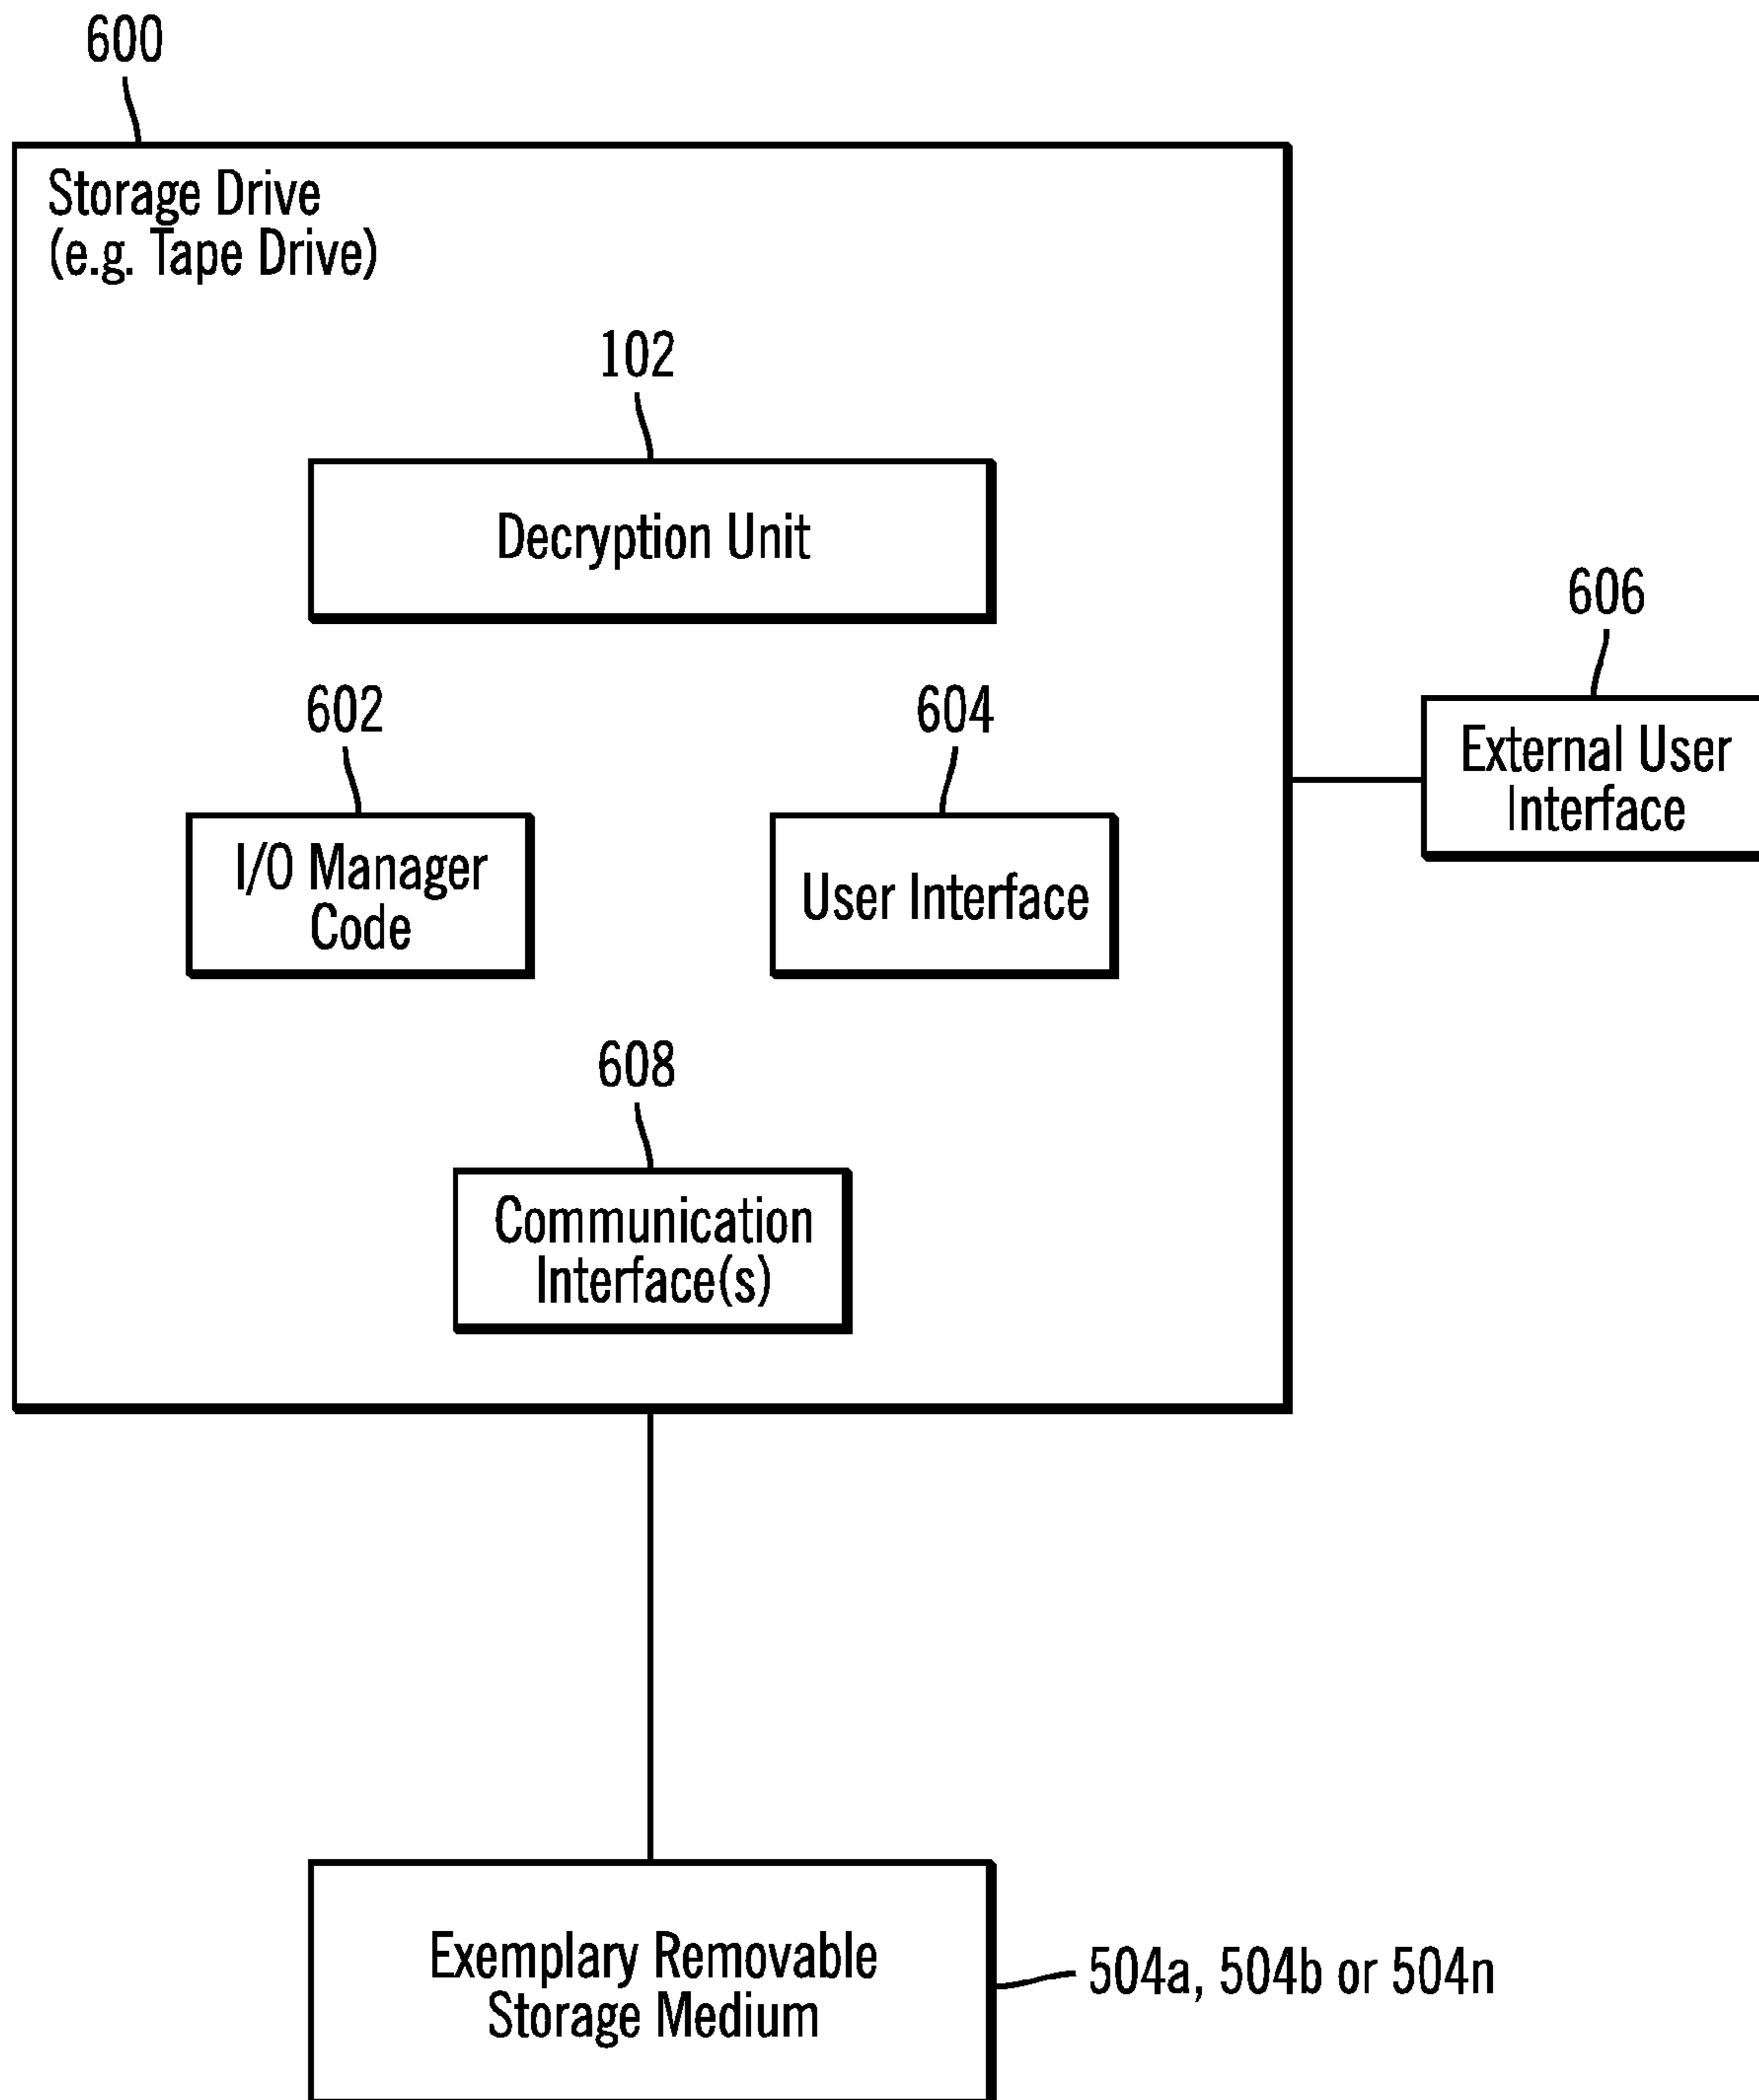 600
Storage Drive
(e.g. Tape Drive)
102
Decryption Unit
606
External User
Interface
602
I/O Manager
Code
604
User Interface
608
Communication
Interface(s)
Exemplary Removable
Storage Medium
504a, 504b or 504n